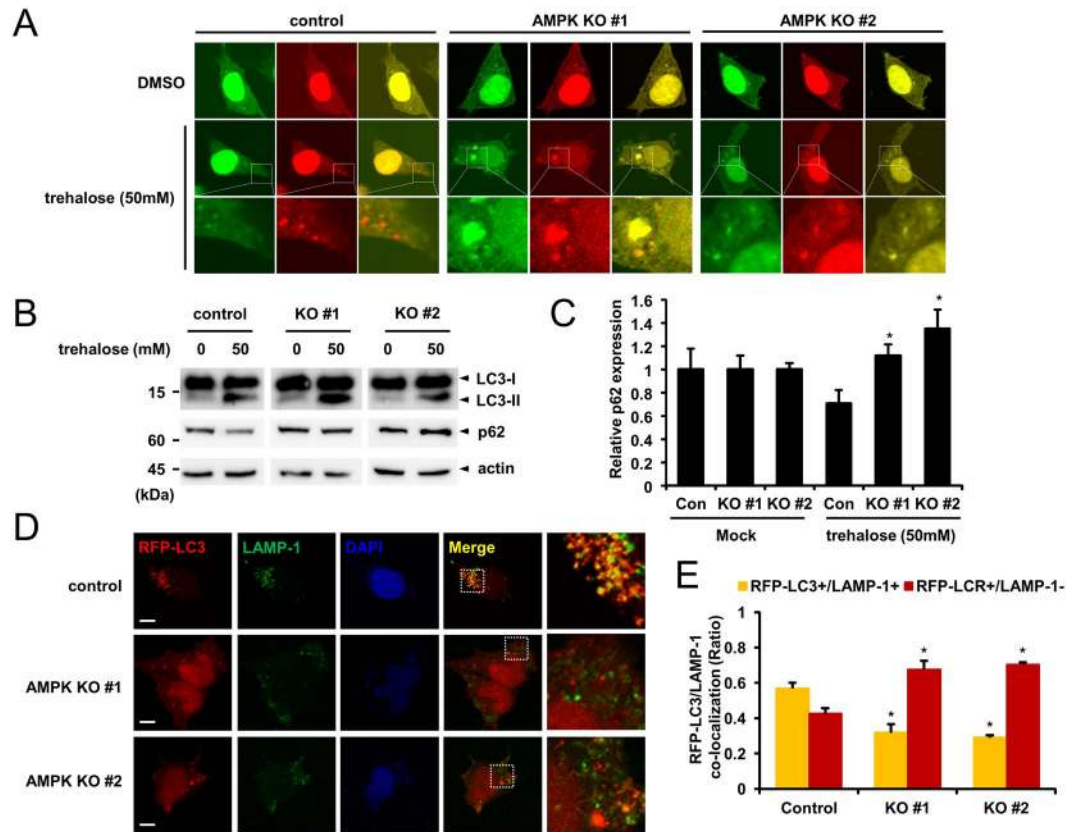 A
control
AMPK KO #1
AMPK KO #2
DMSO
trehalose (50mM)
B
control
KO #1
KO #2
trehalose (mM)
0 50 0 50 0 50
15
LC3-I
LC3-II
60
p62
45
actin
(kDa)
C
Relative p62 expression
1.6
1.4
1.2
1
0.8
0.6
0.4
0.2
0
* *
Con KO #1 KO #2 Con KO #1 KO #2
Mock trehalose (50mM)
D
RFP-LC3 LAMP-1 DAPI Merge
control
AMPK KO #1
AMPK KO #2
E
RFP-LC3+/LAMP-1+ RFP-LCR+/LAMP-1-
RFP-LC3/LAMP-1
co-localization (Ratio)
1
0.8
0.6
0.4
0.2
0
* * * *
Control KO #1 KO #2